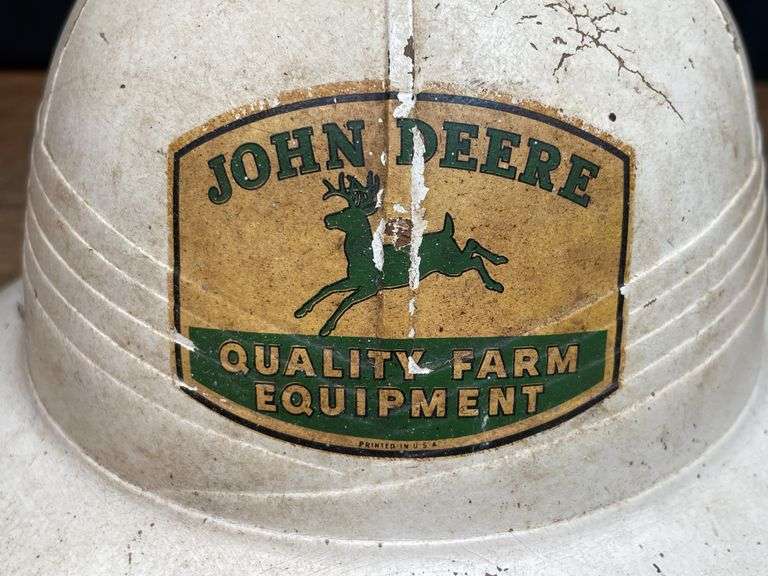 JOHN DEERE
QUALITY FARM
EQUIPMENT
PRINTED IN U S A